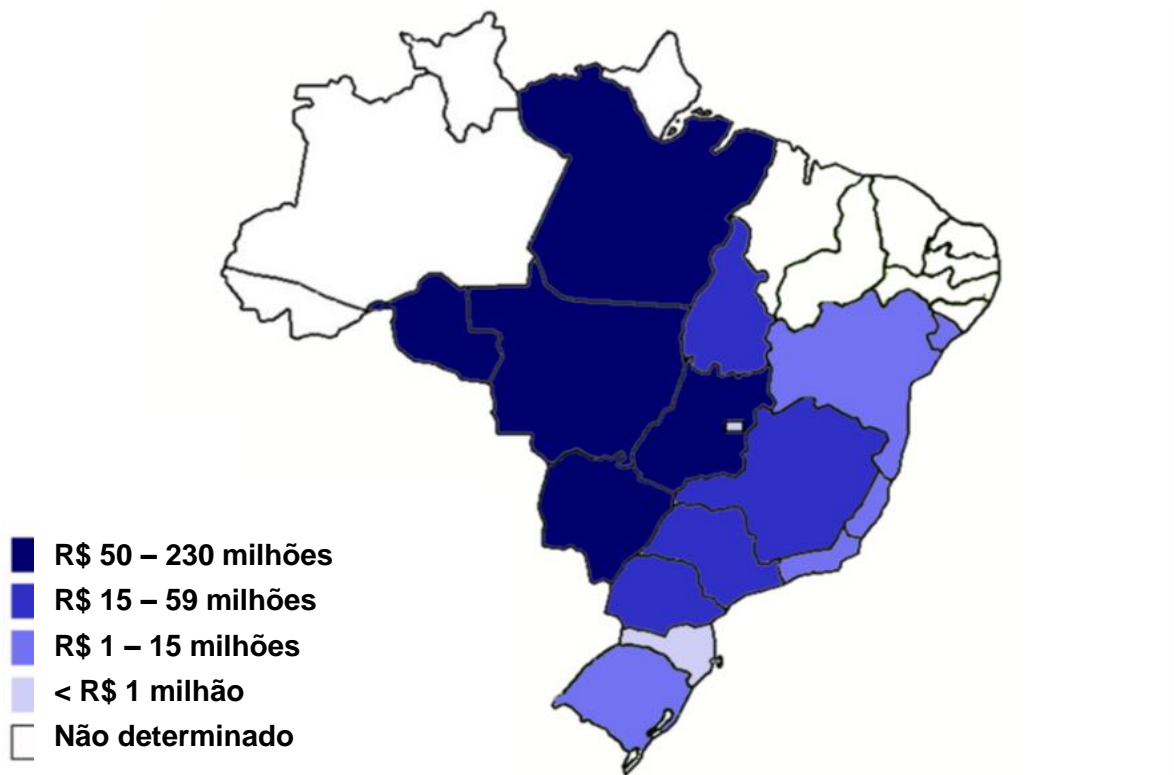 R$ 50 – 230 milhões
R$ 15 – 59 milhões
R$ 1 – 15 milhões
< R$ 1 milhão
Não determinado